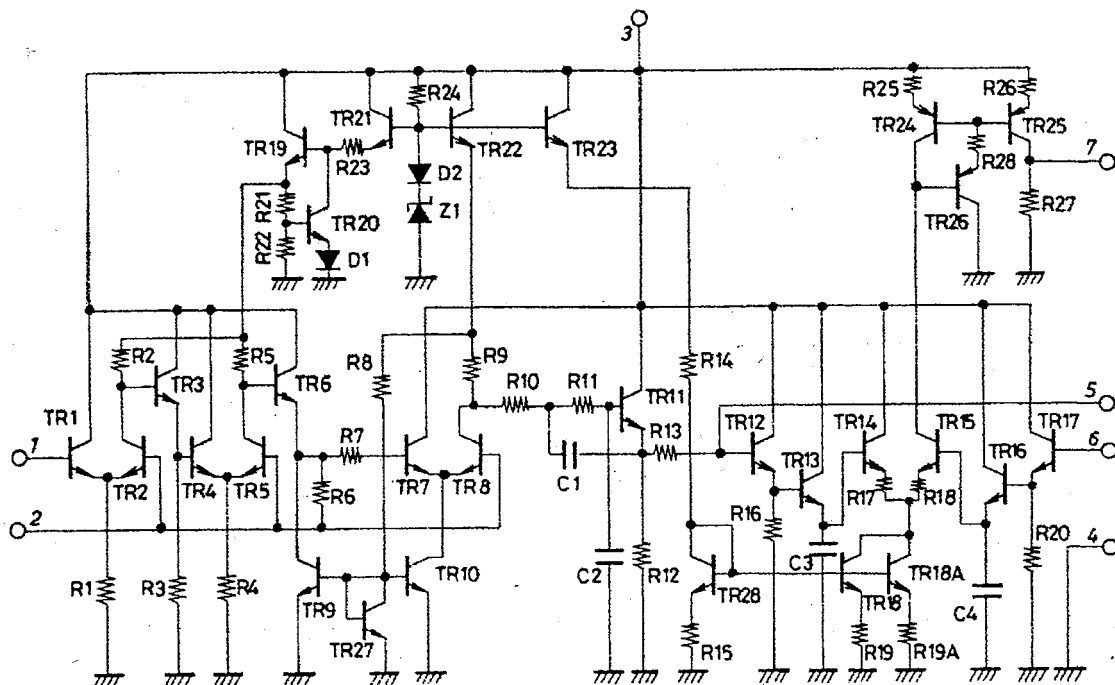 3
R24
R25
R26
TR21
TR24
TR25
TR19
R23
TR22
TR23
R28
7
D2
R21
TR20
Z1
TR26
R27
R22
D1
R2
R5
R8
R9
R14
TR3
TR6
R10
R11
TR11
5
TR1
TR12
TR14
TR15
TR17
1
R7
R13
6
TR16
TR13
TR2
TR4
TR5
TR7
TR8
C1
R17
R18
R6
R16
2
R20
4
R1
R3
R4
TR10
C2
R12
C3
TR18A
TR9
TR28
TR18
C4
TR27
R15
R19
R19A